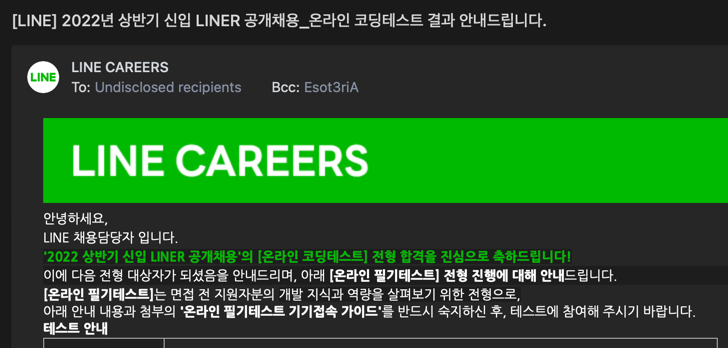 [LINE] 2022년 상반기 신입 LINER 공개채용_온라인 코딩테스트 결과 안내드립니다.
LINE
LINE CAREERS
To: Undisclosed recipients Bcc: Esot3riA
LINE CAREERS
안녕하세요,
LINE 채용담당자 입니다.
'2022 상반기 신입 LINER 공개채용'의 [온라인 코딩테스트] 전형 합격을 진심으로 축하드립니다!
이에 다음 전형 대상자가 되셨음을 안내드리며, 아래 [온라인 필기테스트] 전형 진행에 대해 안내드립니다.
[온라인 필기테스트]는 면접 전 지원자분의 개발 지식과 역량을 살펴보기 위한 전형으로,
아래 안내 내용과 첨부의 '온라인 필기테스트 기기접속 가이드'를 반드시 숙지하신 후, 테스트에 참여해 주시기 바랍니다.
테스트 안내